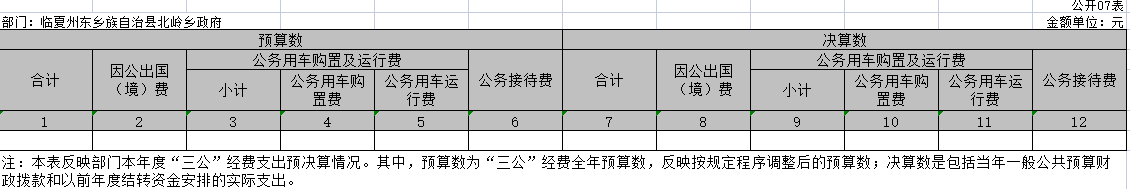 公开07表
部门：临夏州东乡族自治县北岭乡政府 金额单位：元
预算数 决算数
合计 因公出国（境）费 公务用车购置及运行费 公务接待费 合计 因公出国（境）费 公务用车购置及运行费 公务接待费
小计 公务用车购置费 公务用车运行费 小计 公务用车购置费 公务用车运行费
1 2 3 4 5 6 7 8 9 10 11 12
注：本表反映部门本年度“三公”经费支出预决算情况。其中，预算数为“三公”经费全年预算数，反映按规定程序调整后的预算数；决算数是包括当年一般公共预算财
政拨款和以前年度结转资金安排的实际支出。